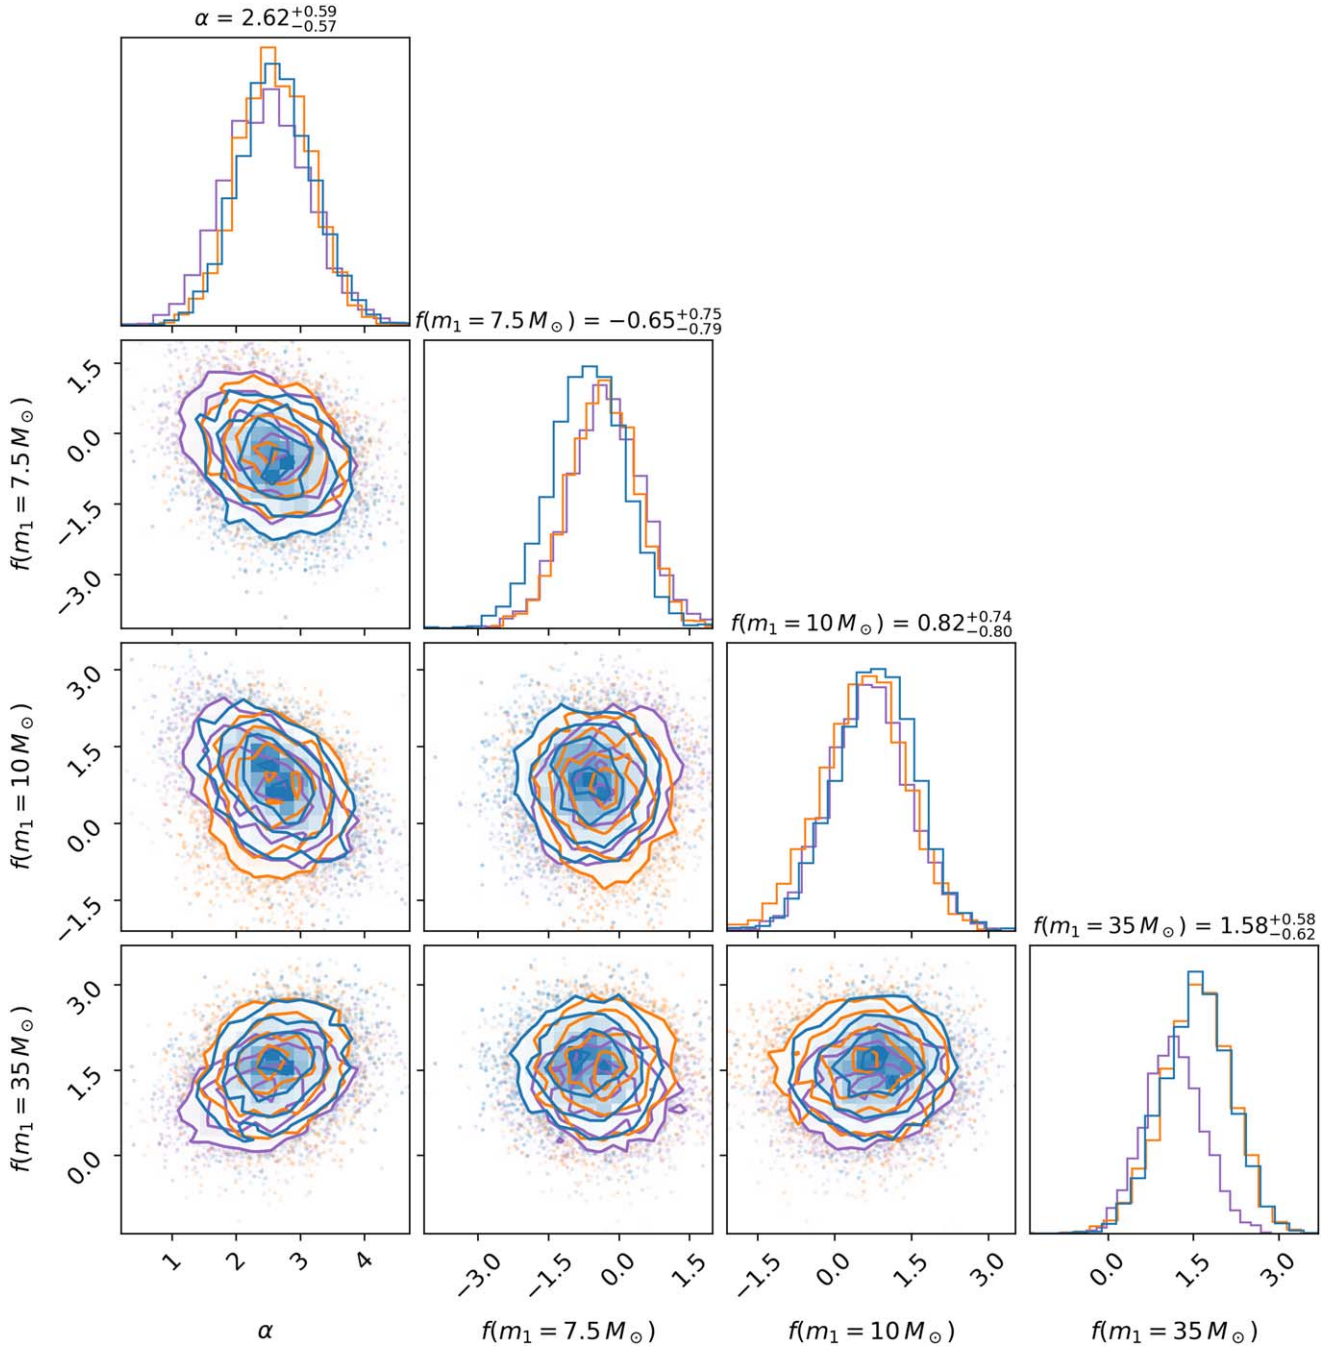 α = 2.62+0.59−0.57
f(m1 = 7.5 M⊙) = −0.65+0.75−0.79
1.5
0.0
−1.5
−3.0
f(m1 = 7.5 M⊙)
f(m1 = 10 M⊙) = 0.82+0.74−0.80
3.0
1.5
0.0
−1.5
f(m1 = 10 M⊙)
f(m1 = 35 M⊙) = 1.58+0.58−0.62
3.0
1.5
0.0
f(m1 = 35 M⊙)
1 2 3 4 −3.0 −1.5 0.0 1.5 −1.5 0.0 1.5 3.0 0.0 1.5 3.0
α f(m1 = 7.5 M⊙) f(m1 = 10 M⊙) f(m1 = 35 M⊙)